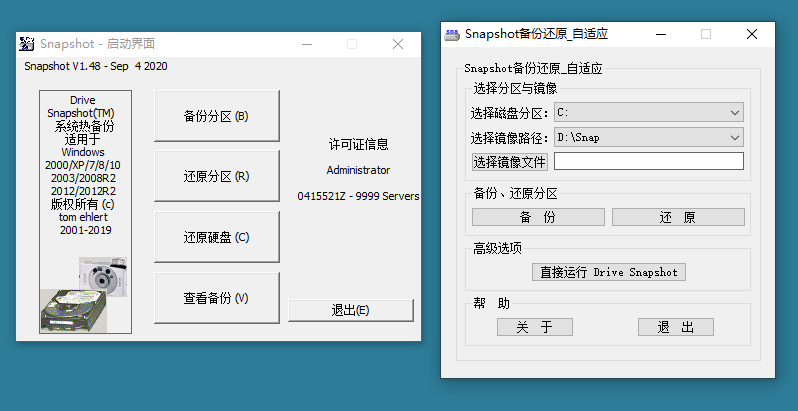 Snapshot - 启动界面
Snapshot V1.48 - Sep  4 2020
Drive
Snapshot(TM)
系统热备份
适用于
Windows
2000/XP/7/8/10
2003/2008R2
2012/2012R2
版权所有 (c)
tom ehlert
2001-2019
备份分区 (B)
还原分区 (R)
还原硬盘 (C)
查看备份 (V)
许可证信息
Administrator
0415521Z - 9999 Servers
退出(E)
Snapshot备份还原_自适应
Snapshot备份还原_自适应
选择分区与镜像
选择磁盘分区: C:
选择镜像路径: D:\Snap
选择镜像文件
备份、还原分区
备　份
还　原
高级选项
直接运行 Drive Snapshot
帮　助
关　于
退　出